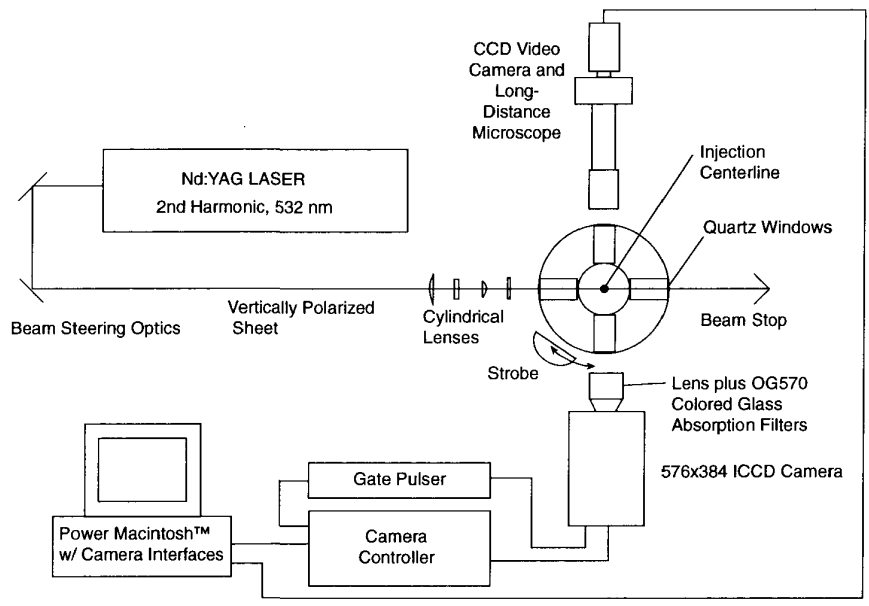 CCD Video
Camera and
Long-
Distance
Microscope
Injection
Centerline
Nd:YAG LASER
2nd Harmonic, 532 nm
Quartz Windows
Beam Steering Optics
Vertically Polarized
Sheet
Cylindrical
Lenses
Beam Stop
Strobe
Lens plus OG570
Colored Glass
Absorption Filters
576x384 ICCD Camera
Gate Pulser
Power Macintosh™
w/ Camera Interfaces
Camera
Controller